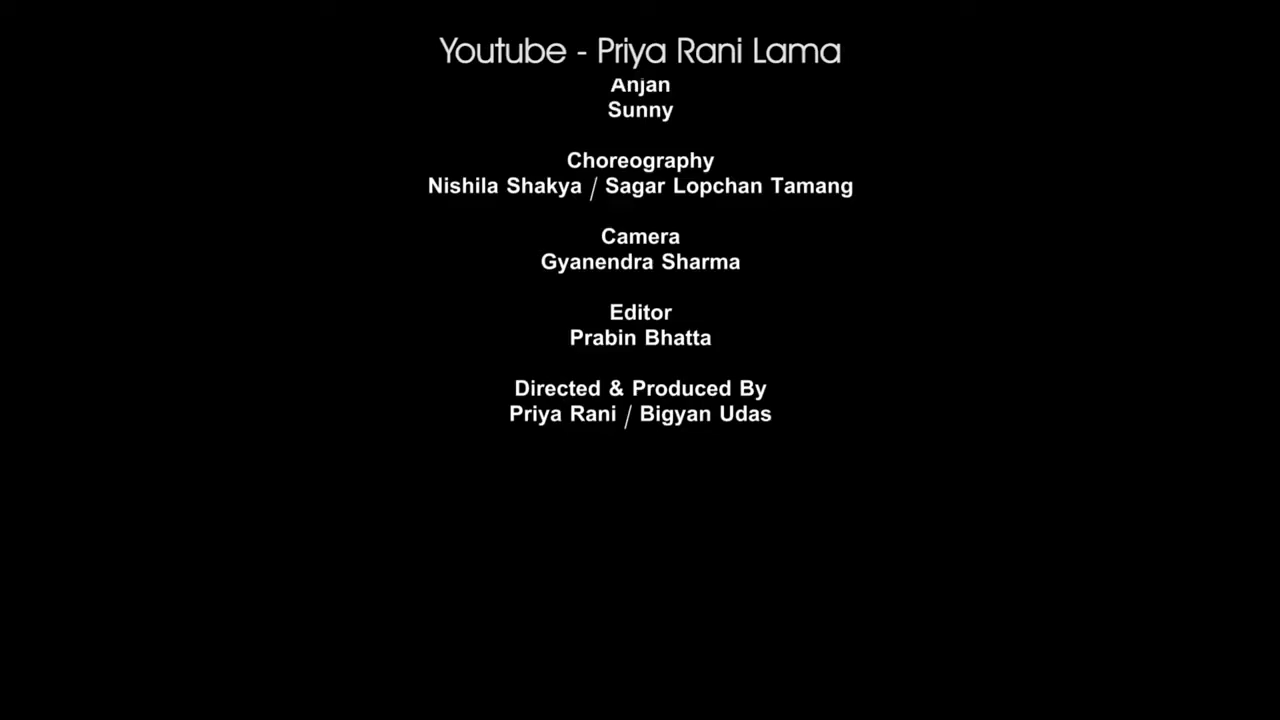 Youtube - Priya Rani Lama
Anjan
Sunny
Choreography
Nishila Shakya / Sagar Lopchan Tamang
Camera
Gyanendra Sharma
Editor
Prabin Bhatta
Directed & Produced By
Priya Rani / Bigyan Udas